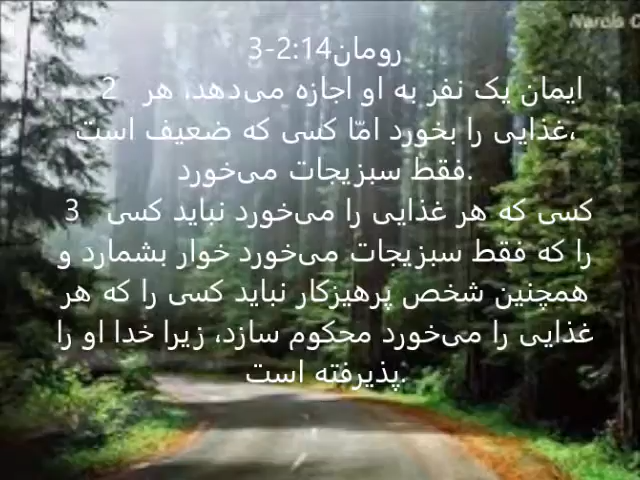 Narcis
رومان14:2-3
2 ایمان یک نفر به او اجازه می‌دهد، هر
غذایی را بخورد امّا کسی که ضعیف است،
فقط سبزیجات می‌خورد.
3 کسی که هر غذایی را می‌خورد نباید کسی
را که فقط سبزیجات می‌خورد خوار بشمارد و
همچنین شخص پرهیزکار نباید کسی را که هر
غذایی را می‌خورد محکوم سازد، زیرا خدا او را
پذیرفته است.